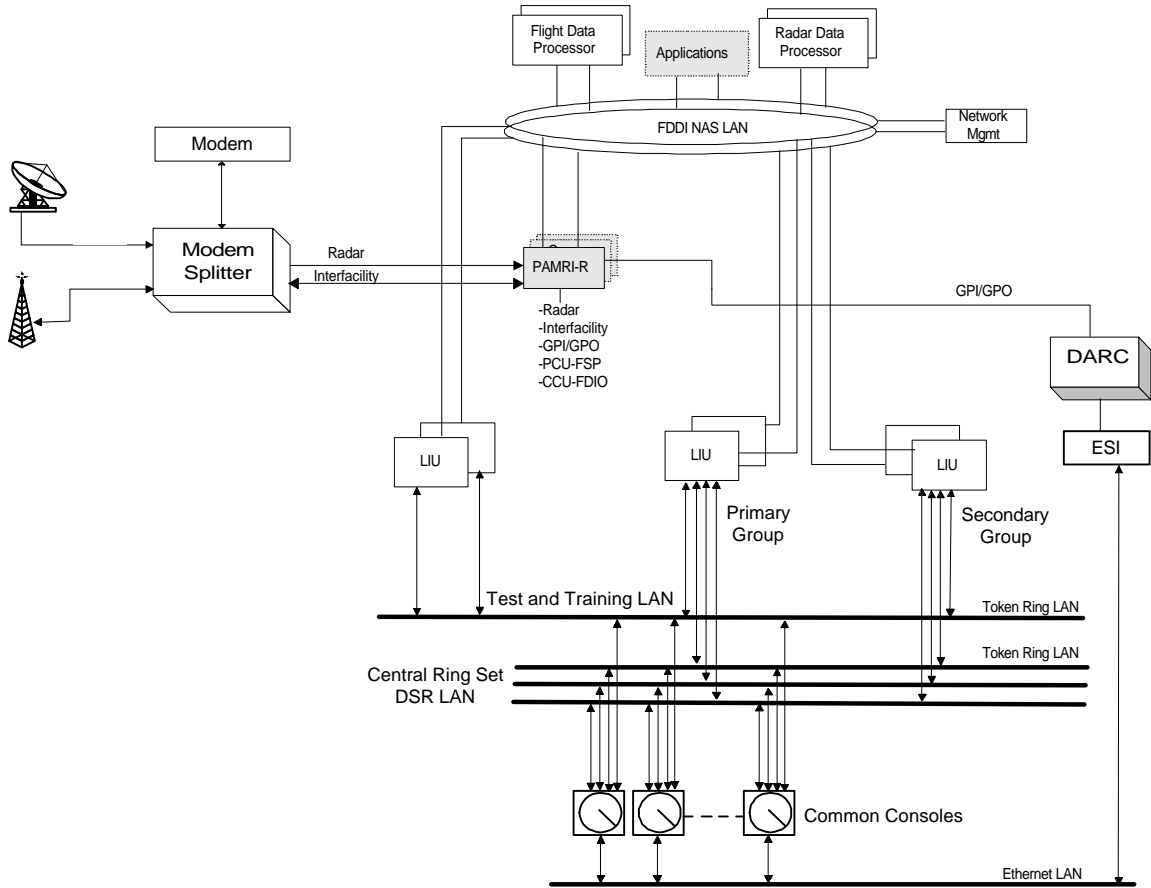 Flight Data
Processor
Applications
Radar Data
Processor
FDDI NAS LAN
Network
Mgmt
Modem
Modem
Splitter
Radar
Interfacility
PAMRI-R
-Radar
-Interfacility
-GPI/GPO
-PCU-FSP
-CCU-FDIO
GPI/GPO
DARC
ESI
LIU
LIU
LIU
Primary
Group
Secondary
Group
Test and Training LAN
Token Ring LAN
Token Ring LAN
Central Ring Set
DSR LAN
Common Consoles
Ethernet LAN